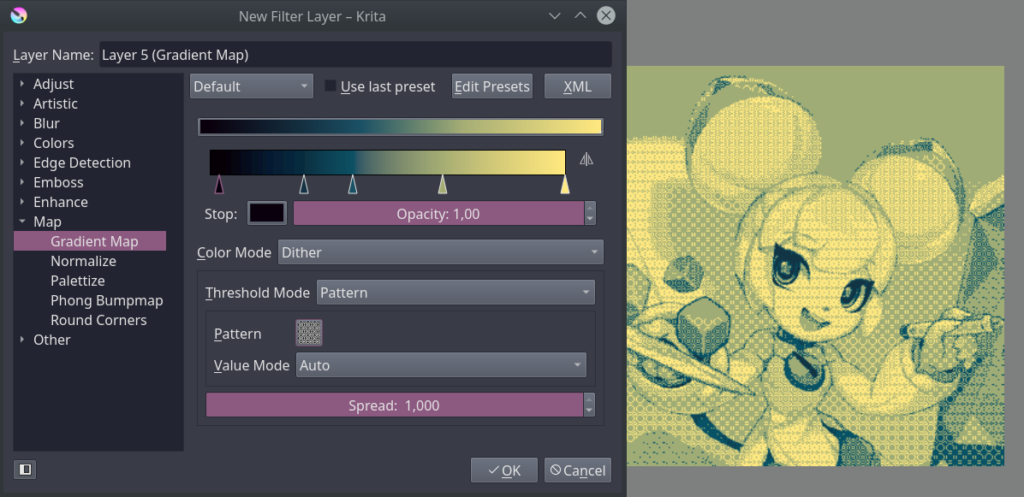 New Filter Layer – Krita
Layer Name: Layer 5 (Gradient Map)
Adjust
Artistic
Blur
Colors
Edge Detection
Emboss
Enhance
Map
Gradient Map
Normalize
Palettize
Phong Bumpmap
Round Corners
Other
Default Use last preset Edit Presets XML
Stop: Opacity: 1,00
Color Mode Dither
Threshold Mode Pattern
Pattern
Value Mode Auto
Spread: 1,000
OK Cancel